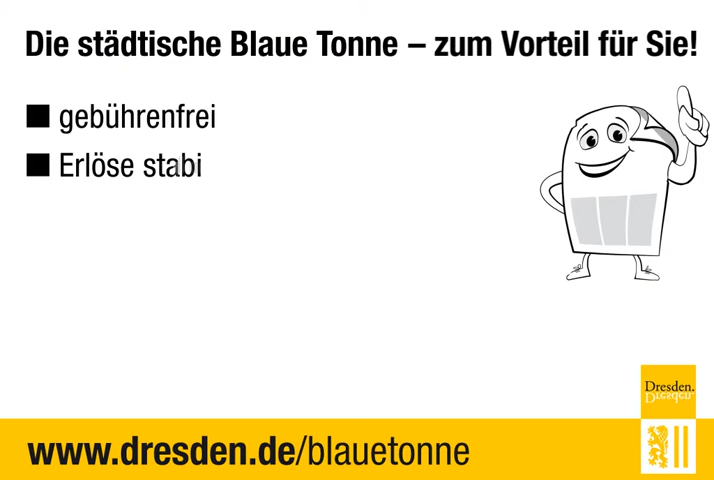 Die städtische Blaue Tonne – zum Vorteil für Sie!
■ gebührenfrei
■ Erlöse stabi
Dresden.
Dresden.
www.dresden.de/blauetonne